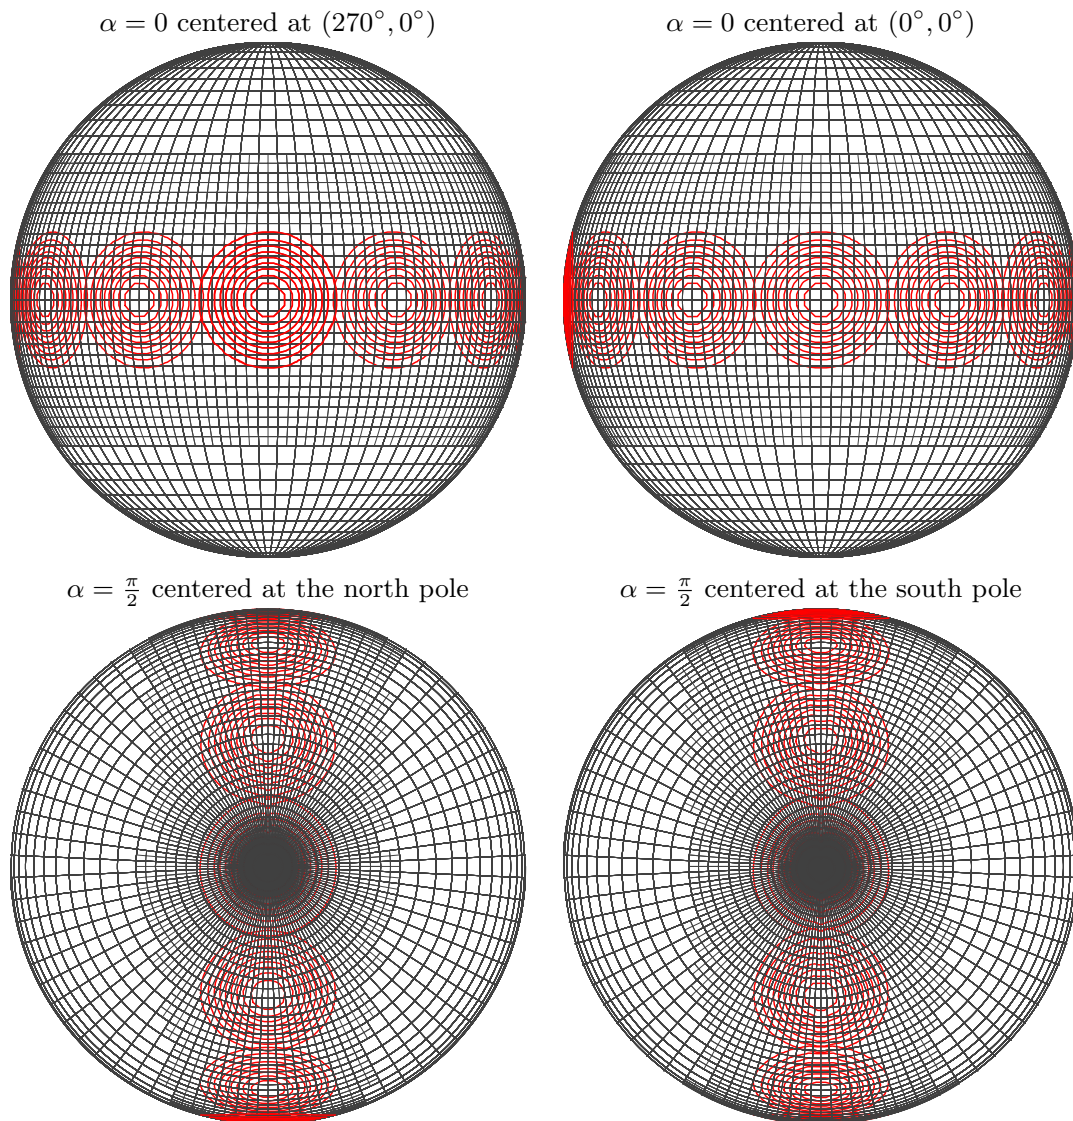 α = 0 centered at (270°, 0°)
α = 0 centered at (0°, 0°)
α = π/2 centered at the north pole
α = π/2 centered at the south pole